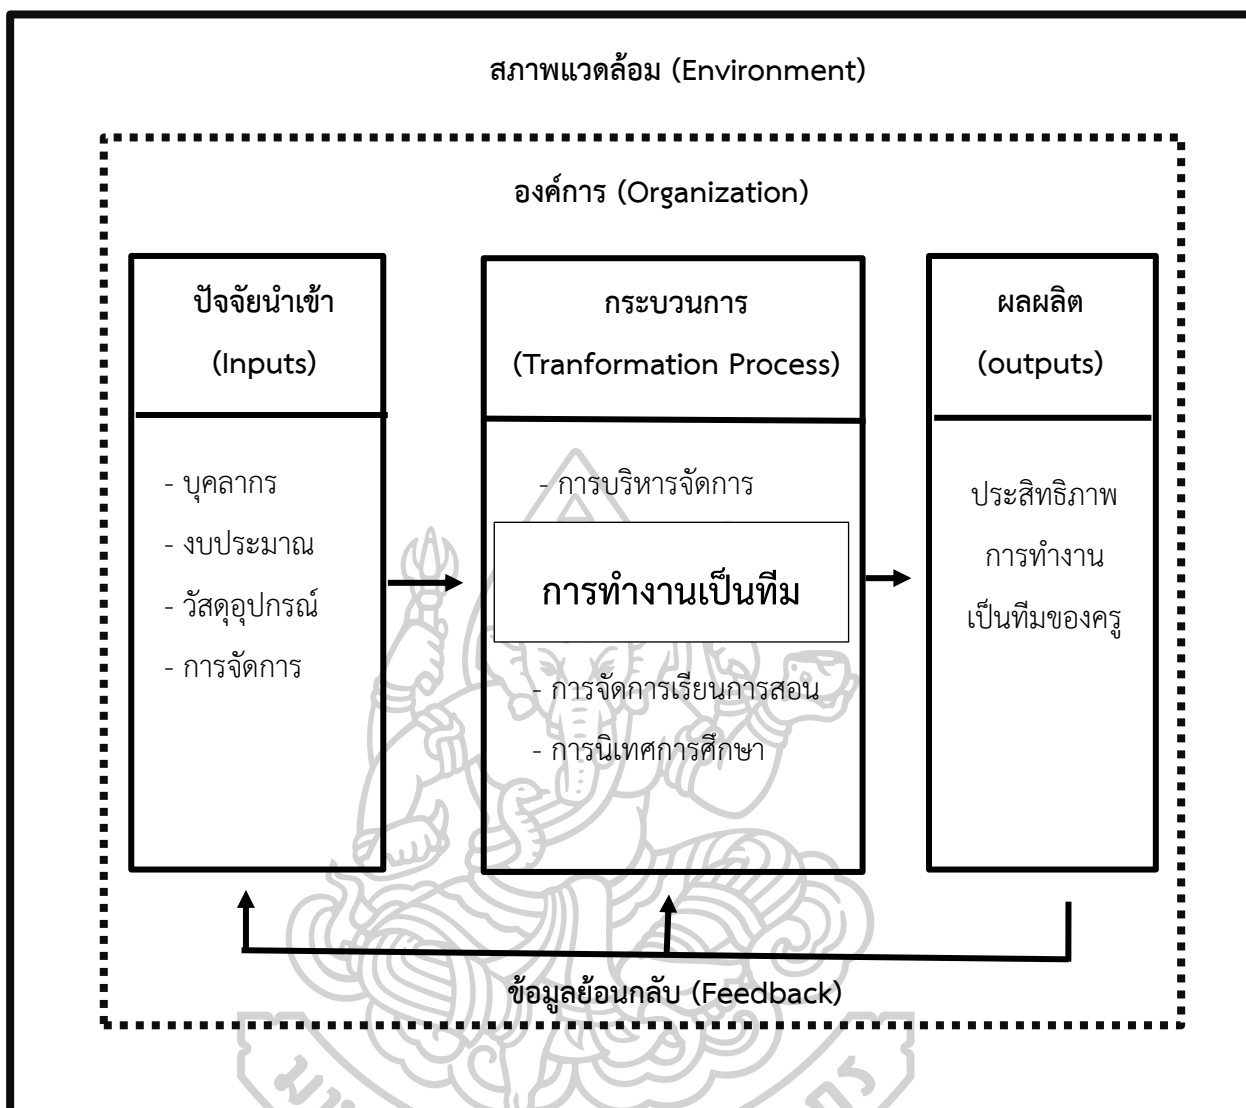 สภาพแวดล้อม (Environment)
องค์การ (Organization)
ปัจจัยนำเข้า
(Inputs)
- บุคลากร
- งบประมาณ
- วัสดุอุปกรณ์
- การจัดการ
กระบวนการ
(Tranformation Process)
- การบริหารจัดการ
การทำงานเป็นทีม
- การจัดการเรียนการสอน
- การนิเทศการศึกษา
ผลผลิต
(outputs)
ประสิทธิภาพ
การทำงาน
เป็นทีมของครู
ข้อมูลย้อนกลับ (Feedback)